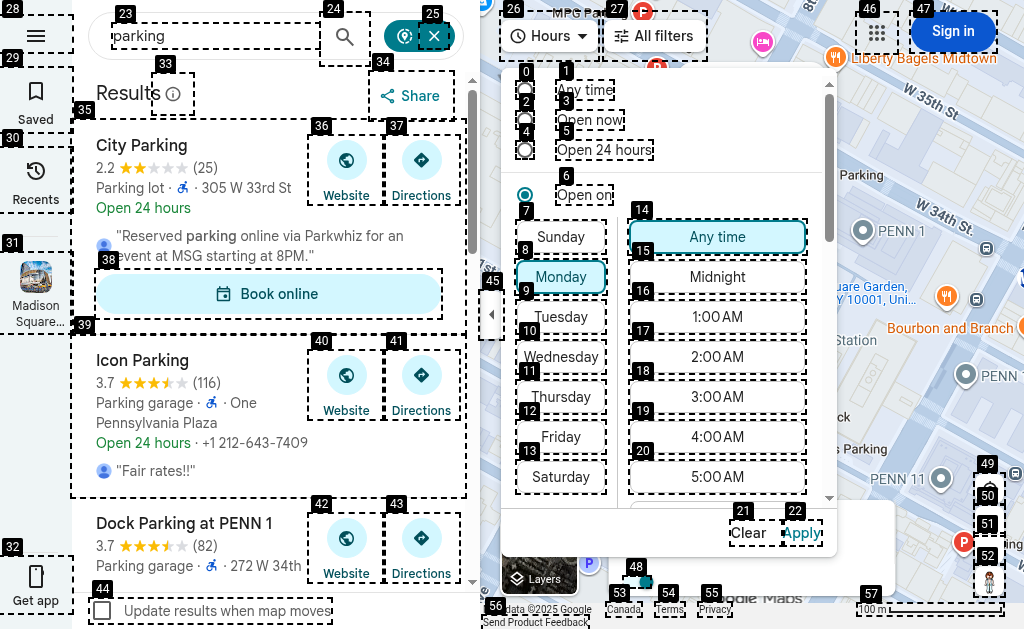 28
23
24
25
26
27
46
47
parking
MPG Par
Hours
All filters
Sign in
Liberty Bagels Midtown
W 35th St
29
Saved
33
34
Results
Share
35
City Parking
2.2 (25)
Parking lot · 305 W 33rd St
Open 24 hours
"Reserved parking online via Parkwhiz for an
event at MSG starting at 8PM."
36
Website
37
Directions
38
Book online
30
Recents
31
Madison
Square...
39
Icon Parking
3.7 (116)
Parking garage · One
Pennsylvania Plaza
Open 24 hours · +1 212-643-7409
"Fair rates!!"
40
Website
41
Directions
Dock Parking at PENN 1
3.7 (82)
Parking garage · 272 W 34th
42
Website
43
Directions
32
Get app
44
Update results when map moves
45
0
1
Any time
2
3
Open now
4
5
Open 24 hours
6
Open on
7
Sunday
8
Monday
9
Tuesday
10
Wednesday
11
Thursday
12
Friday
13
Saturday
14
Any time
15
Midnight
16
1:00 AM
17
2:00 AM
18
3:00 AM
19
4:00 AM
20
5:00 AM
21
Clear
22
Apply
Parking
W 34th St
PENN 1
uare Garden,
Y 10001, Uni...
Bourbon and Branch
Station
PENN
ck
s Parking
PENN 11
49
50
51
52
P
P
Layers
48
Google Maps
data ©2025 Google
53
Canada
54
Terms
55
Privacy
57
100 m
56
Send Product Feedback